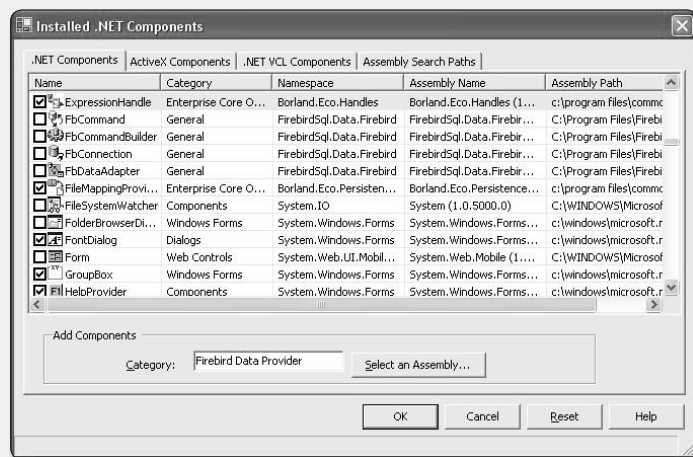 Installed .NET Components
.NET Components ActiveX Components .NET VCL Components Assembly Search Paths
Name Category Namespace Assembly Name Assembly Path
ExpressionHandle Enterprise Core O... Borland.Eco.Handles Borland.Eco.Handles (1... c:\program files\commo
FbCommand General FirebirdSql.Data.Firebird FirebirdSql.Data.Firebir... C:\Program Files\Firebi
FbCommandBuilder General FirebirdSql.Data.Firebird FirebirdSql.Data.Firebir... C:\Program Files\Firebi
FbConnection General FirebirdSql.Data.Firebird FirebirdSql.Data.Firebir... C:\Program Files\Firebi
FbDataAdapter General FirebirdSql.Data.Firebird FirebirdSql.Data.Firebir... C:\Program Files\Firebi
FileMappingProvi... Enterprise Core O... Borland.Eco.Persisten... Borland.Eco.Persistence... c:\program files\commo
FileSystemWatcher Components System.IO System (1.0.5000.0) C:\WINDOWS\Microsof
FolderBrowserDi... Windows Forms System.Windows.Forms System.Windows.Forms... c:\windows\microsoft.r
FontDialog Dialogs System.Windows.Forms System.Windows.Forms... c:\windows\microsoft.r
Form Web Controls System.Web.UI.Mobil... System.Web.Mobile (1.... C:\WINDOWS\Microsof
GroupBox Windows Forms System.Windows.Forms System.Windows.Forms... c:\windows\microsoft.r
HelpProvider Components System.Windows.Forms System.Windows.Forms... c:\windows\microsoft.r
Add Components
Category: Firebird Data Provider Select an Assembly...
OK Cancel Reset Help